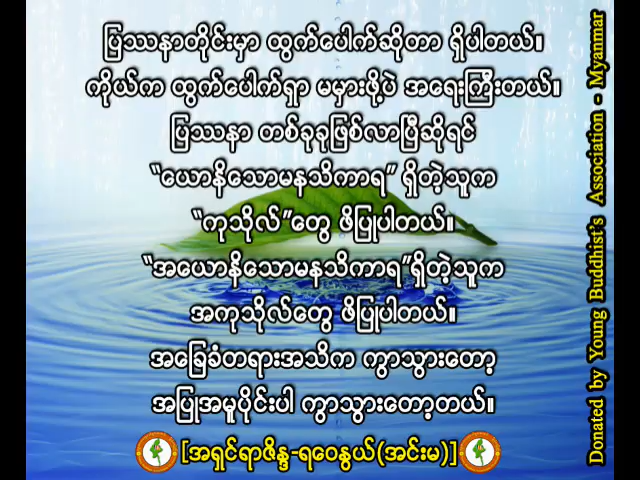 ပြဿနာတိုင်းမှာ ထွက်ပေါက်ဆိုတာ ရှိပါတယ်။
ကိုယ်က ထွက်ပေါက်ရှာ မမှားဖို့ပဲ အရေးကြီးတယ်။
ပြဿနာ တစ်ခုခုဖြစ်လာပြီဆိုရင်
“ယောနိသောမနသိကာရ” ရှိတဲ့သူက
“ကုသိုလ်”တွေ ဖိပြုပါတယ်။
“အယောနိသောမနသိကာရ”ရှိတဲ့သူက
အကုသိုလ်တွေ ဖိပြုပါတယ်။
အခြေခံတရားအသိက ကွာသွားတော့
အပြုအမူပိုင်းပါ ကွာသွားတော့တယ်။
[အရှင်ရာဇိန္ဒ-ရဝေနွယ်(အင်းမ)]
Donated by Young Buddhist's Association - Myanmar